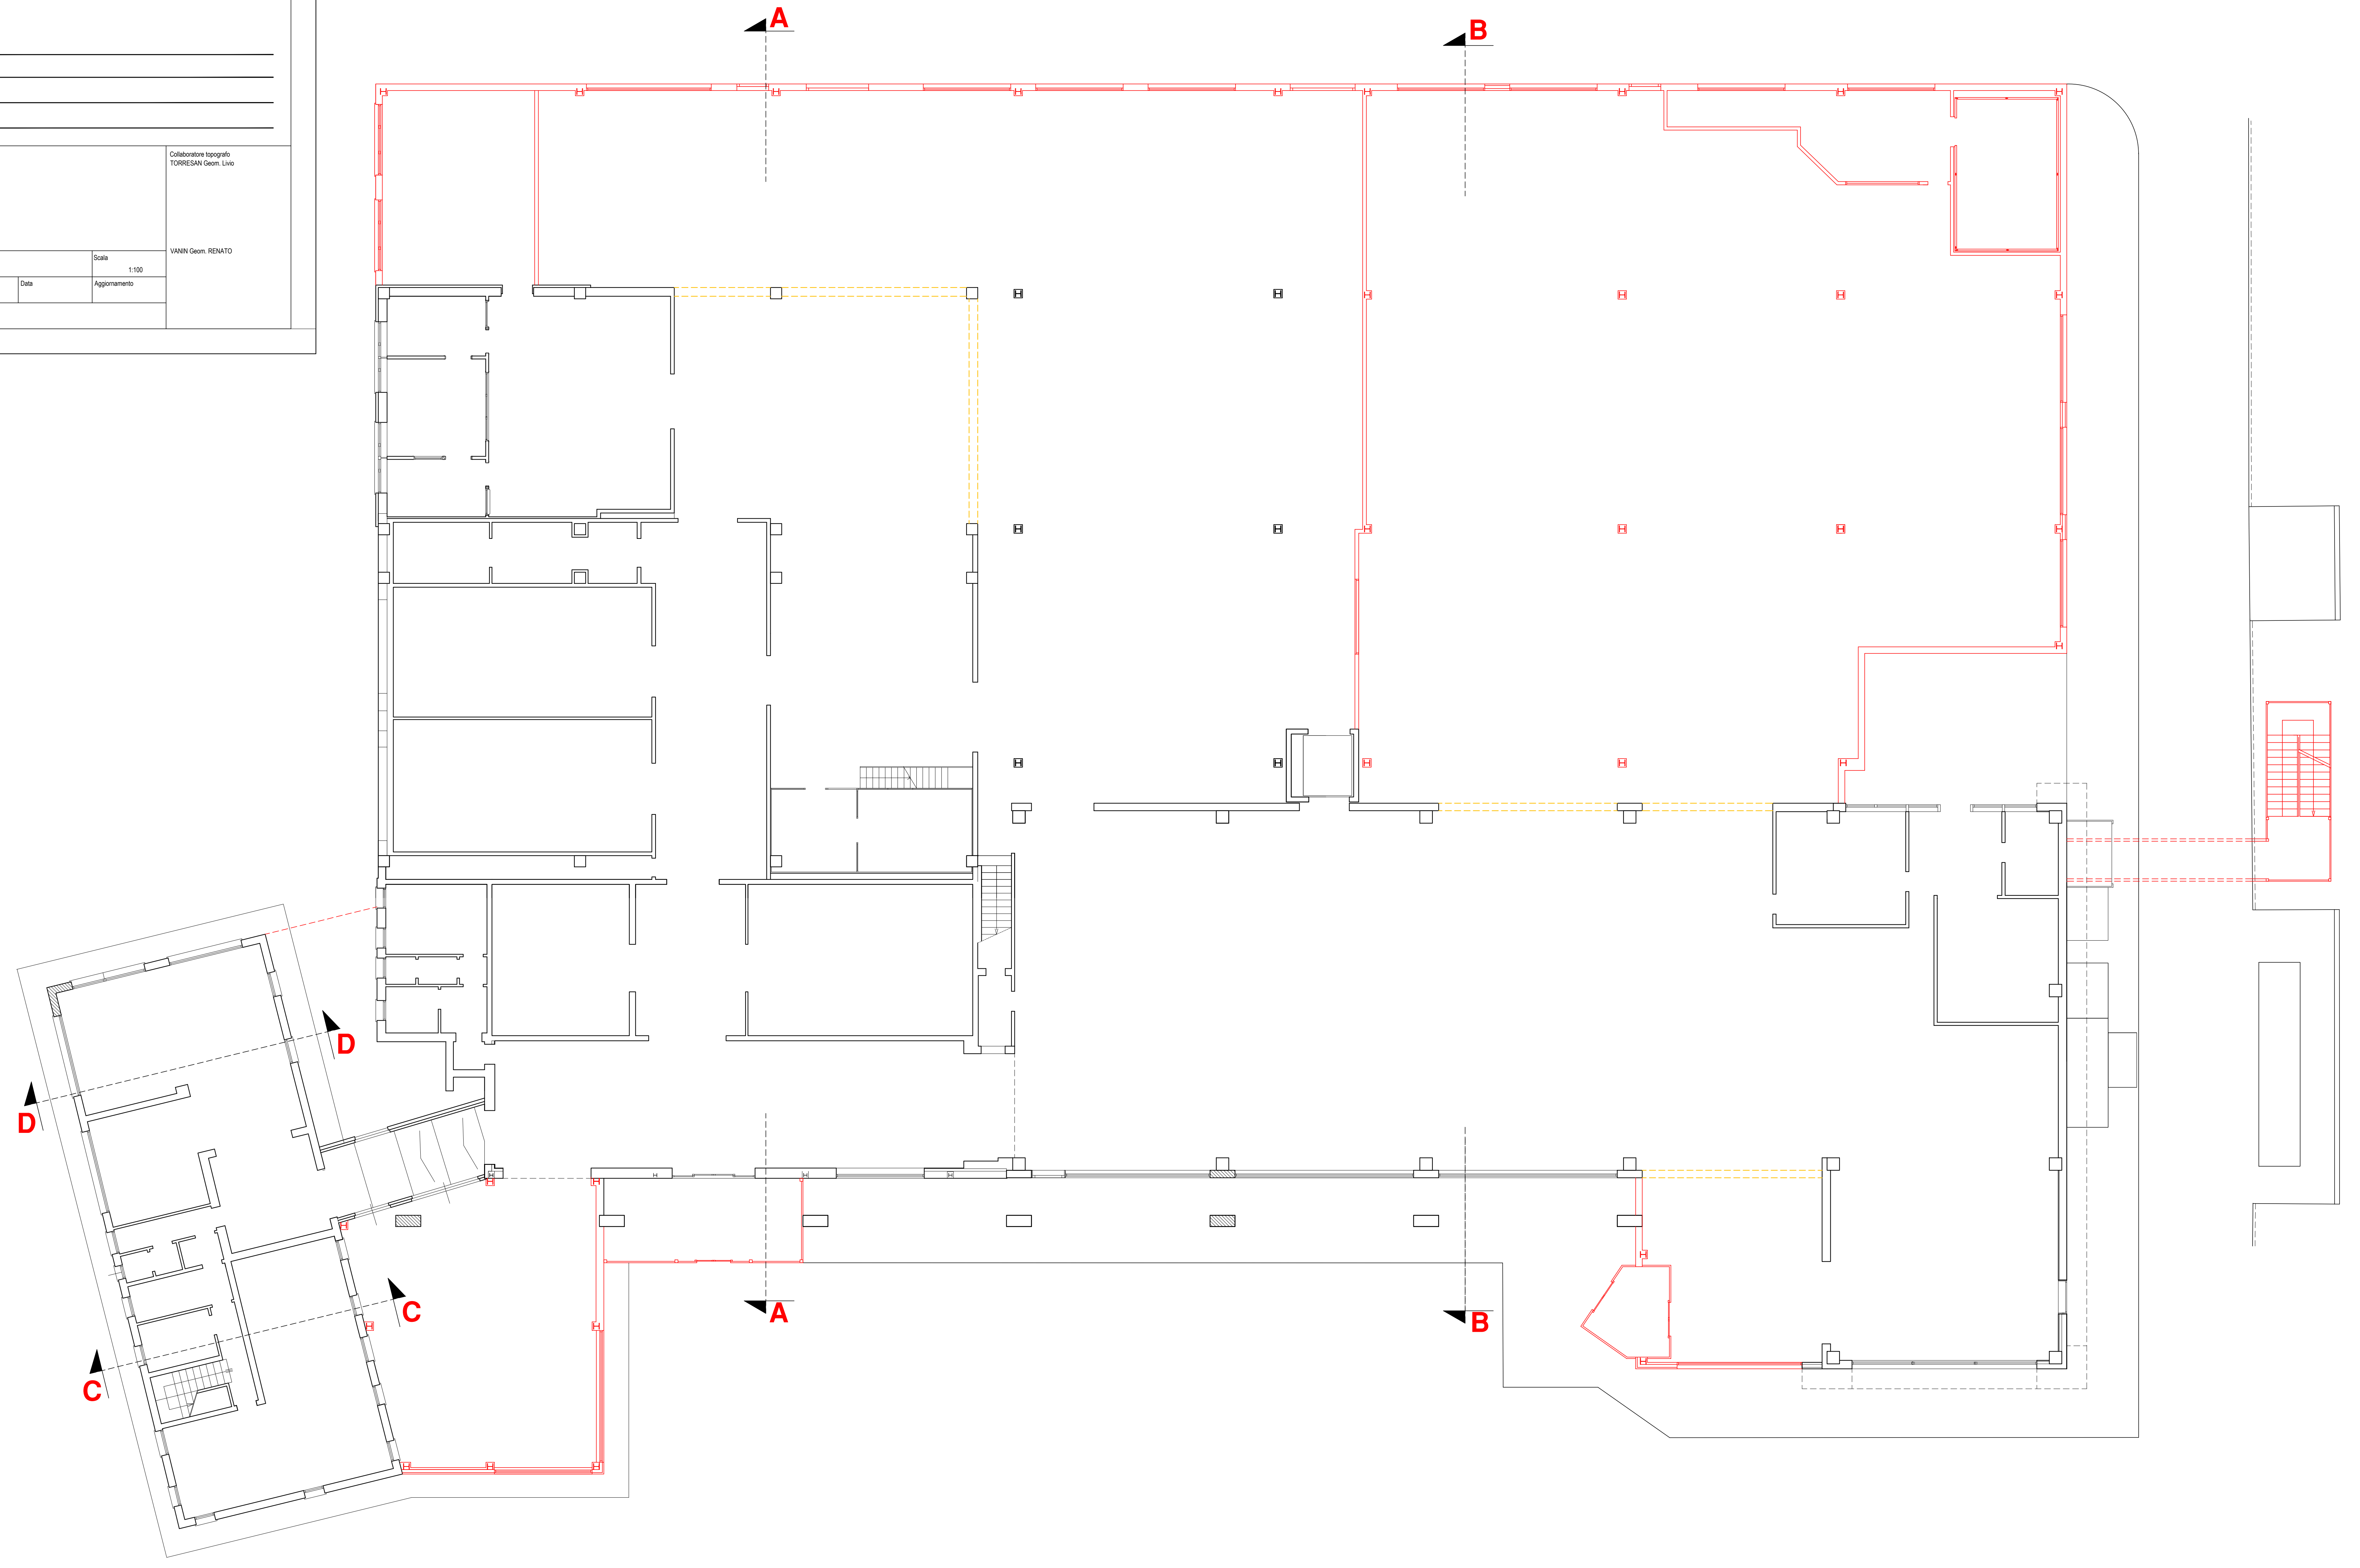 A
B
Collaboratore topografo
TORRESAN Geom. Livio
VANIN Geom. RENATO
Scala
1:100
Data
Aggiornamento
D
D
C
C
A
B